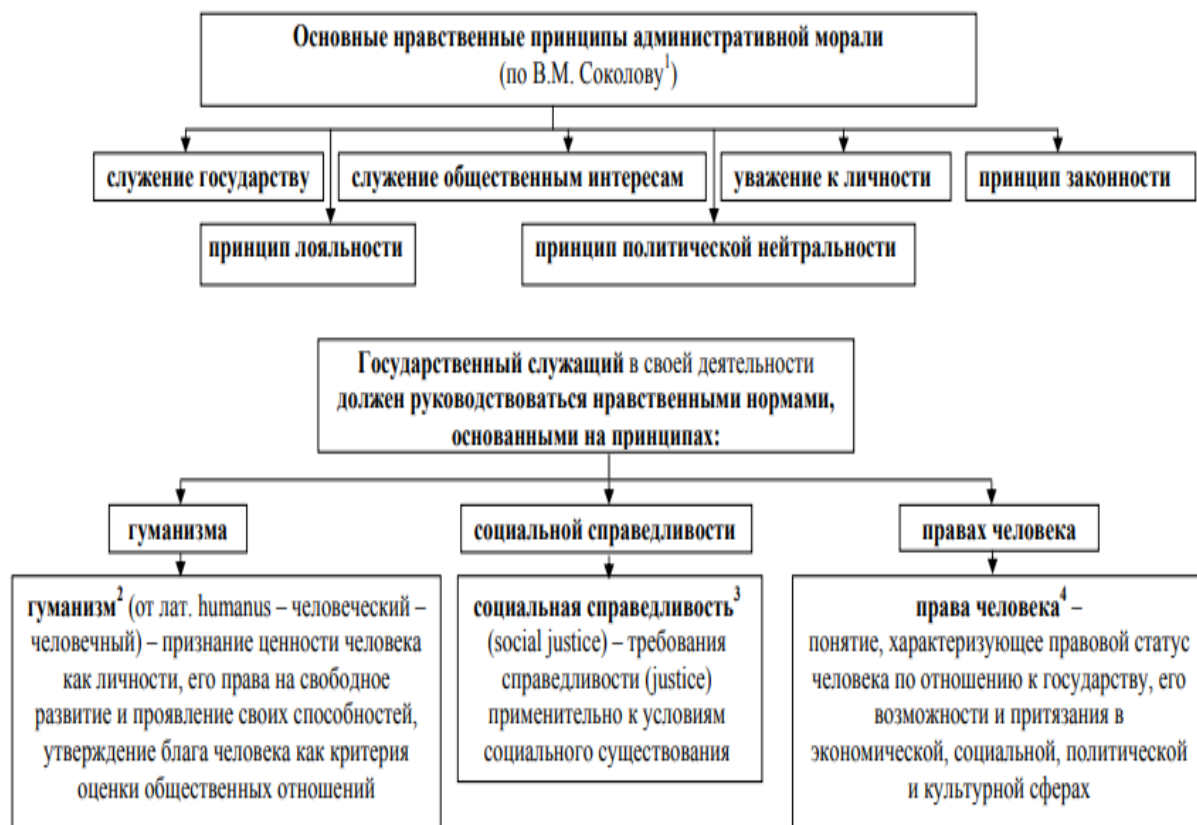 Основные нравственные принципы административной морали
(по В.М. Соколову¹)
служение государству
служение общественным интересам
уважение к личности
принцип законности
принцип лояльности
принцип политической нейтральности
Государственный служащий в своей деятельности
должен руководствоваться нравственными нормами,
основанными на принципах:
гуманизма
социальной справедливости
правах человека
гуманизм² (от лат. humanus – человеческий –
человечный) – признание ценности человека
как личности, его права на свободное
развитие и проявление своих способностей,
утверждение блага человека как критерия
оценки общественных отношений
социальная справедливость³
(social justice) – требования
справедливости (justice)
применительно к условиям
социального существования
права человека⁴ –
понятие, характеризующее правовой статус
человека по отношению к государству, его
возможности и притязания в
экономической, социальной, политической
и культурной сферах